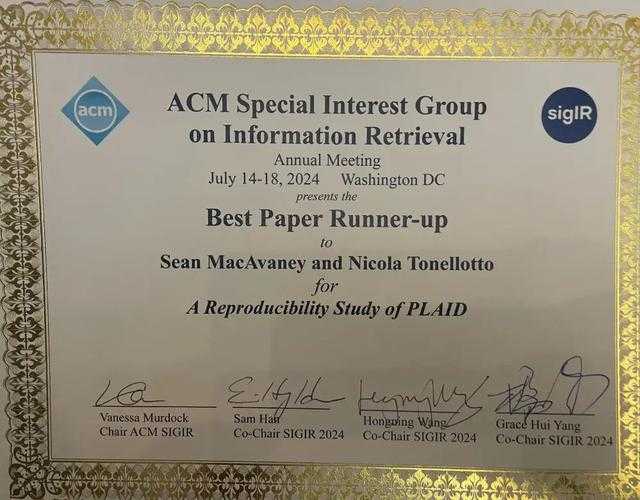 acm
sigIR
ACM Special Interest Group
on Information Retrieval
Annual Meeting
July 14-18, 2024 Washington DC
presents the
Best Paper Runner-up
to
Sean MacAvaney and Nicola Tonellotto
for
A Reproducibility Study of PLAID
Vanessa Murdock
Chair ACM SIGIR
Sam Han
Co-Chair SIGIR 2024
Hongning Wang
Co-Chair SIGIR 2024
Grace Hui Yang
Co-Chair SIGIR 2024